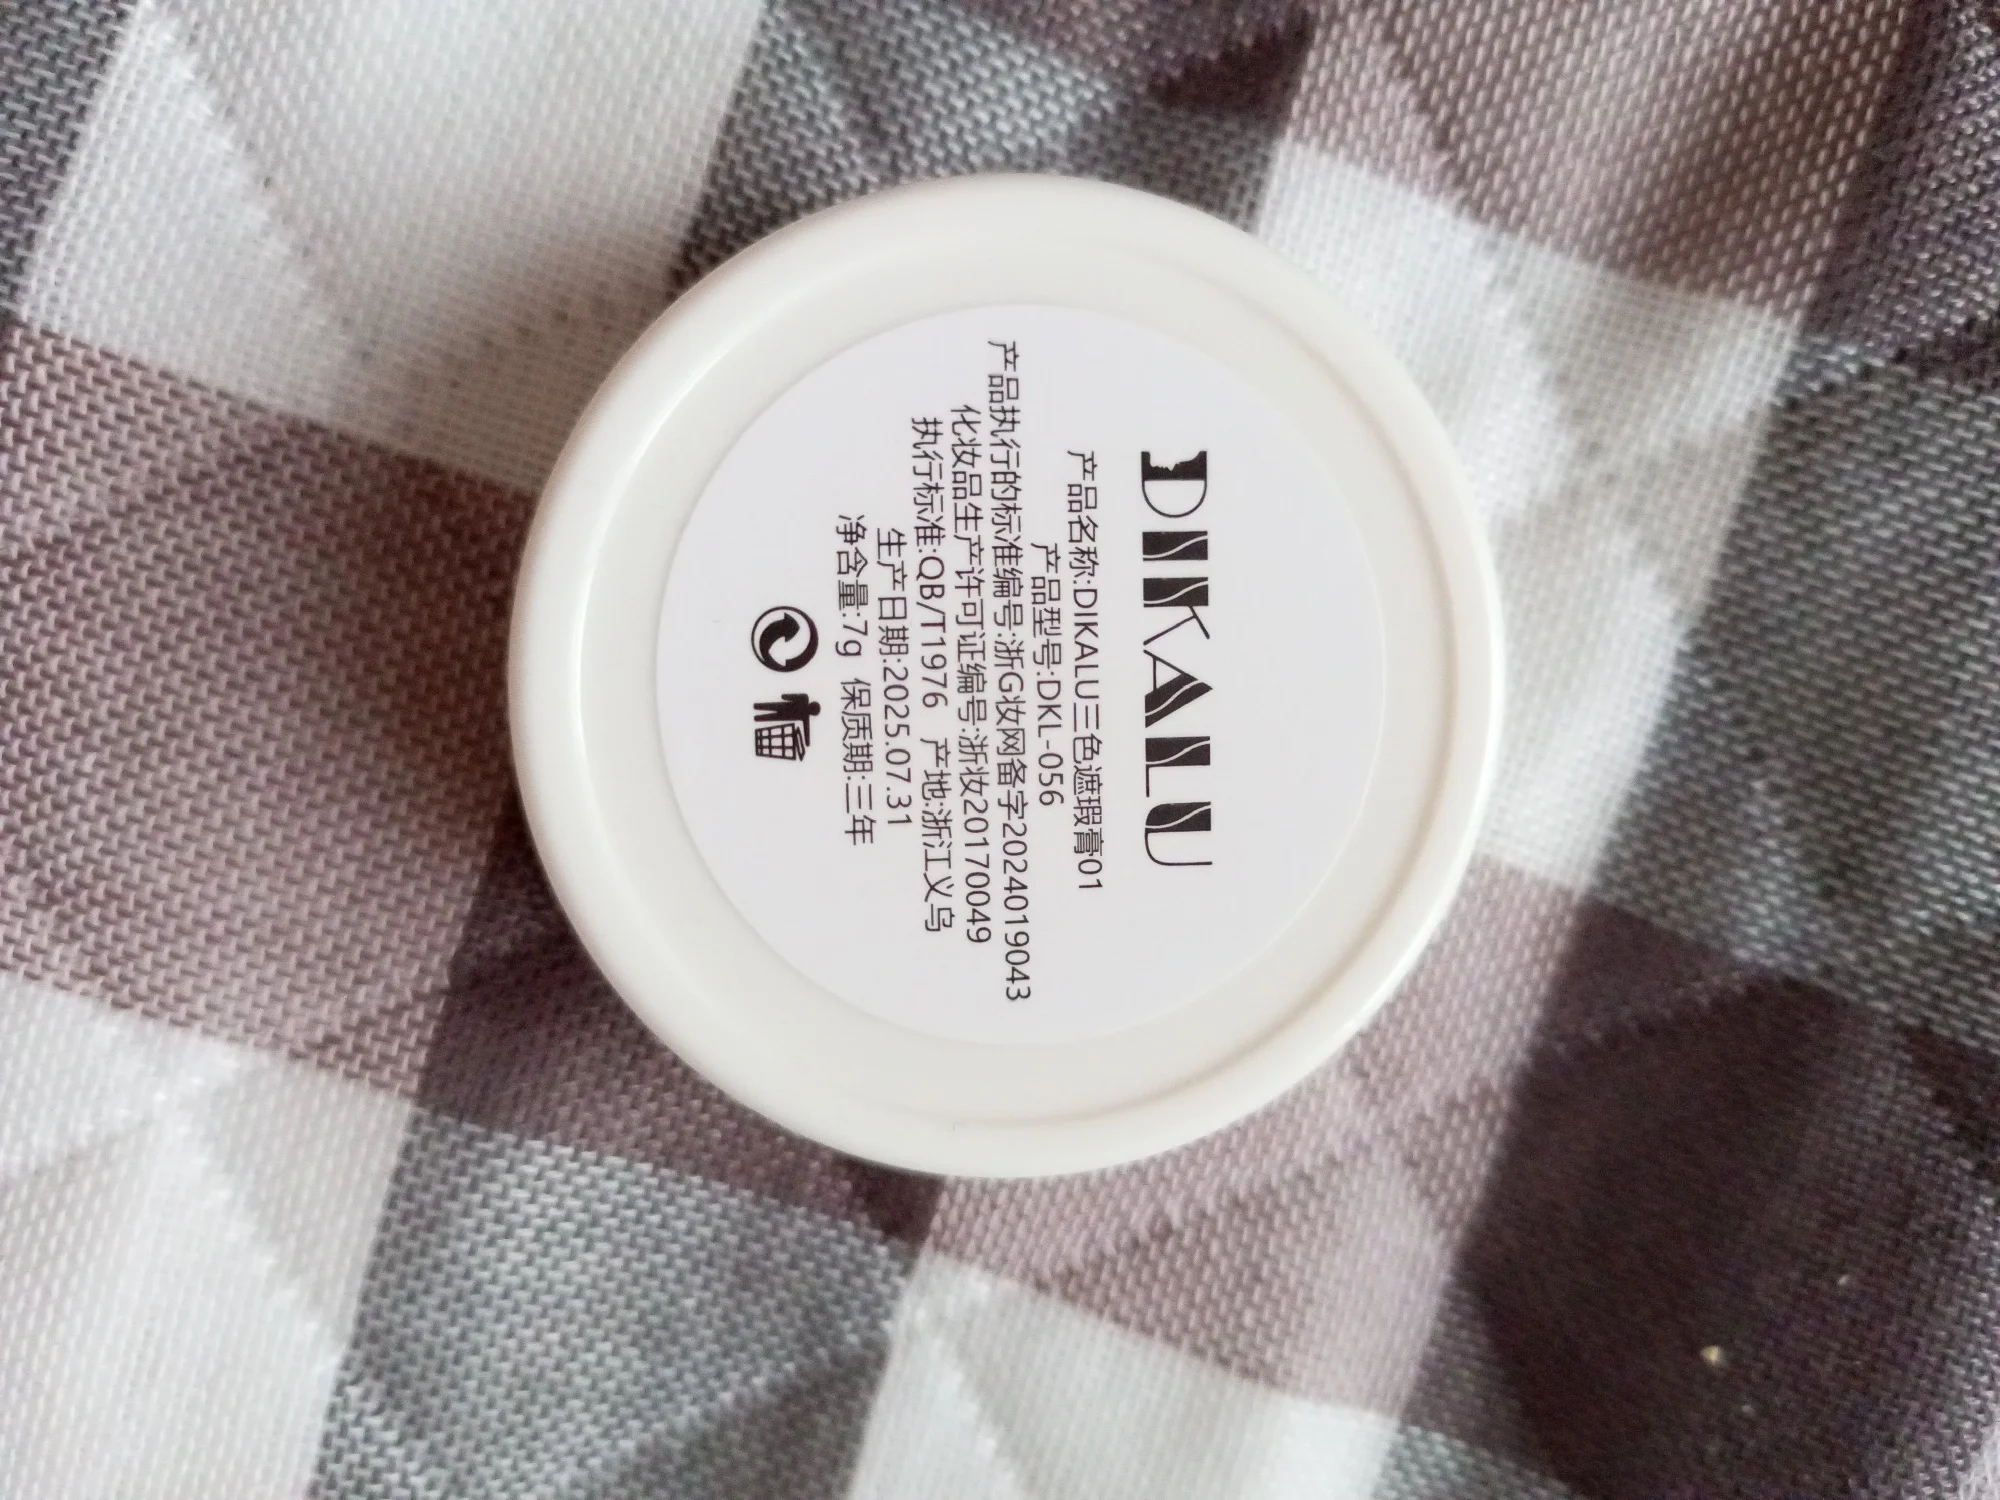 DIKALU
产品名称:DIKALU三色遮瑕膏01
产品型号:DKL-056
产品执行的标准编号:浙G妆网备字2024019043
化妆品生产许可证编号:浙妆20170049
执行标准:QB/T1976 产地:浙江义乌
生产日期:2025.07.31
净含量:7g 保质期:三年